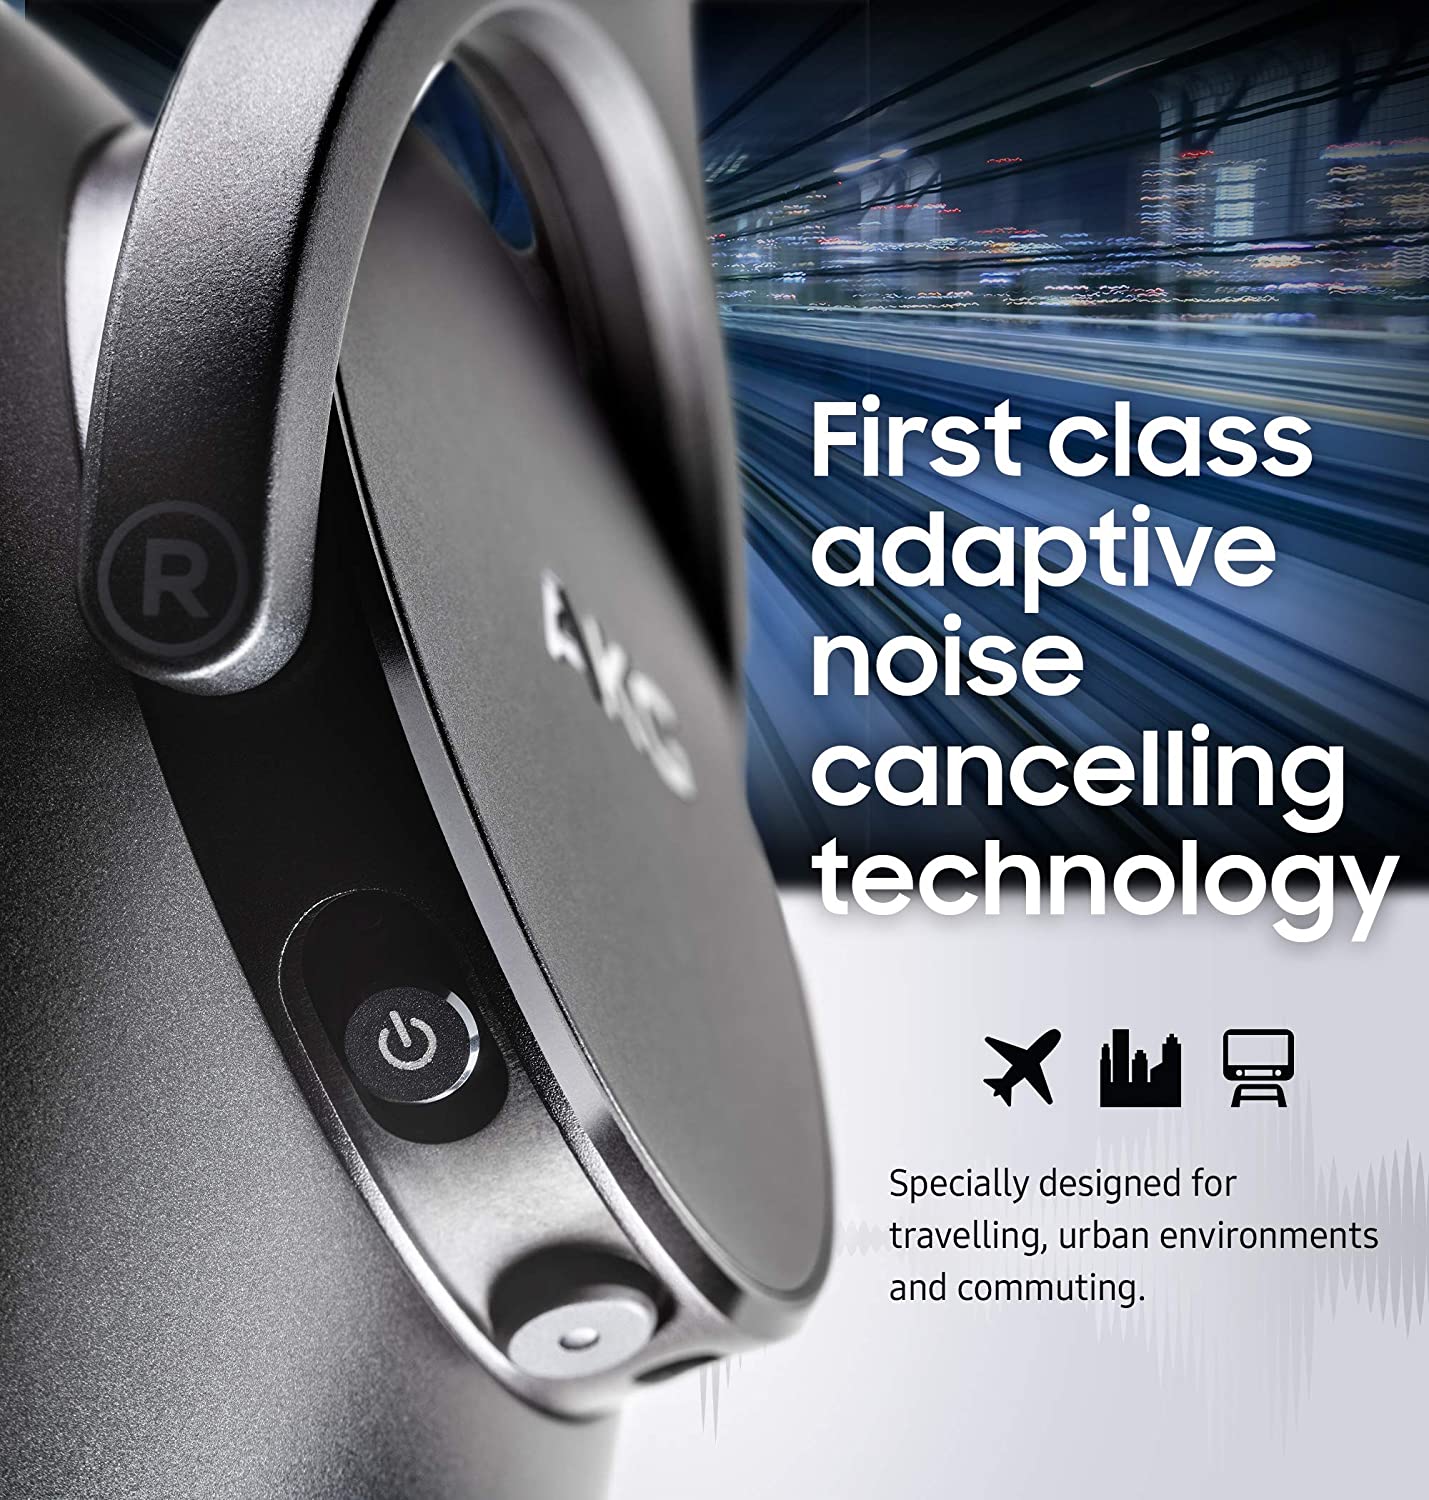 First class
adaptive
noise
cancelling
technology
R
AKG
Specially designed for
travelling, urban environments
and commuting.